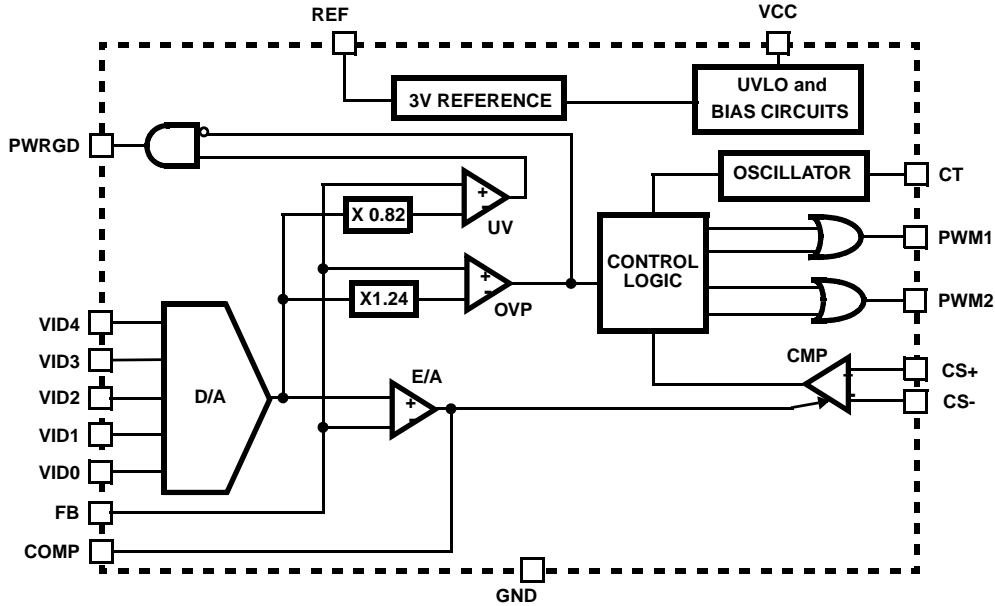 REF
VCC
3V REFERENCE
UVLO and
BIAS CIRCUITS
PWRGD
OSCILLATOR
CT
+
-
X 0.82
UV
PWM1
CONTROL
LOGIC
+
-
X1.24
OVP
PWM2
VID4
VID3
VID2
VID1
VID0
D/A
E/A
+
-
CMP
+
-
CS+
CS-
FB
COMP
GND